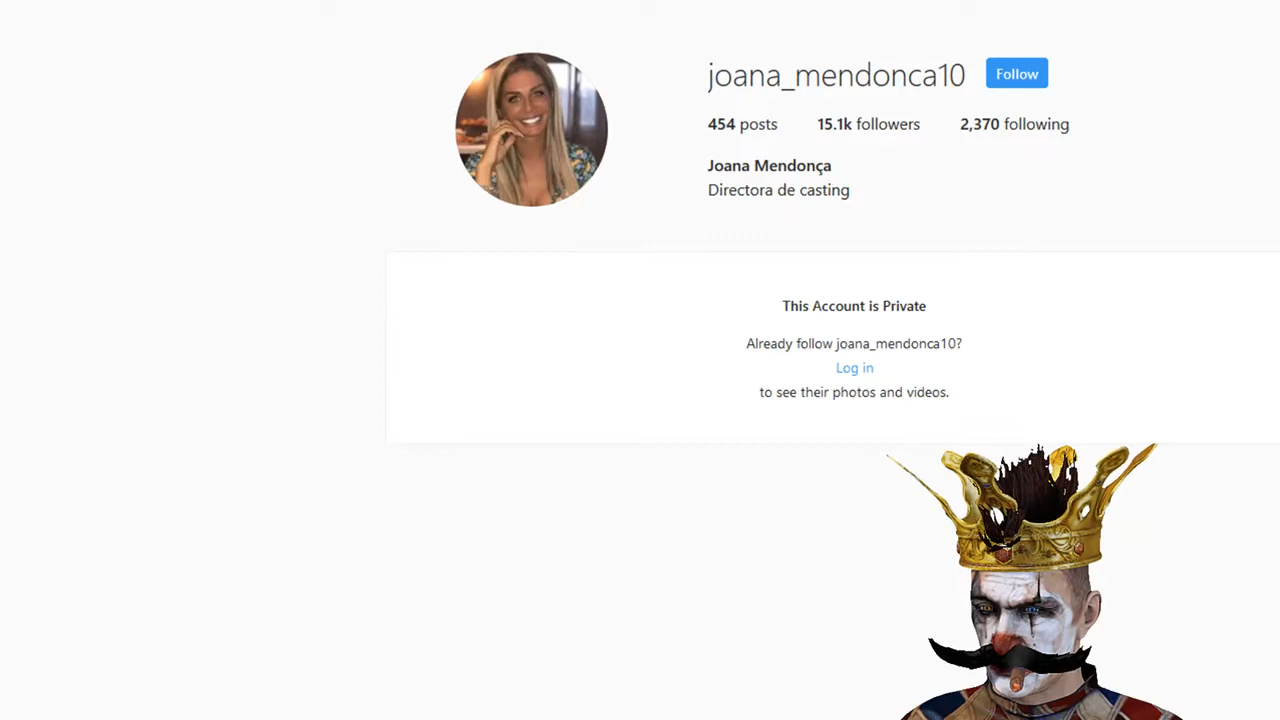 joana_mendonca10 Follow
454 posts 15.1k followers 2,370 following
Joana Mendonça
Directora de casting
This Account is Private
Already follow joana_mendonca10?
Log in
to see their photos and videos.